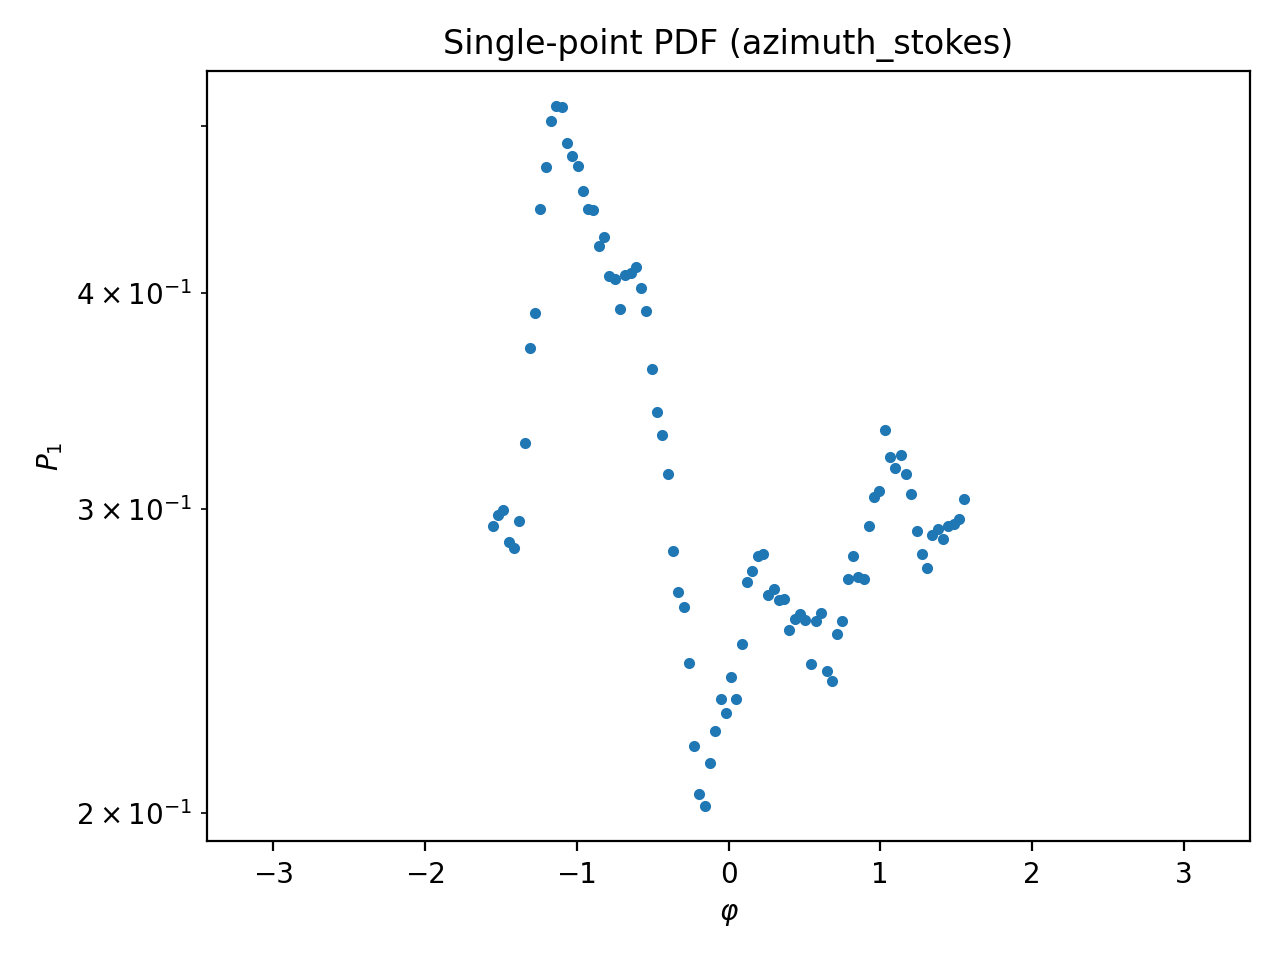 Single-point PDF (azimuth_stokes)
P₁
4 × 10⁻¹
3 × 10⁻¹
2 × 10⁻¹
−3 −2 −1 0 1 2 3
φ